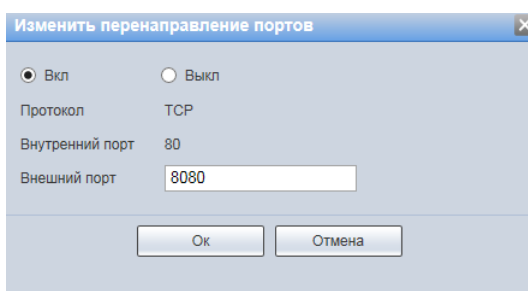 Изменить перенаправление портов
Вкл Выкл
Протокол TCP
Внутренний порт 80
Внешний порт 8080
Ок Отмена